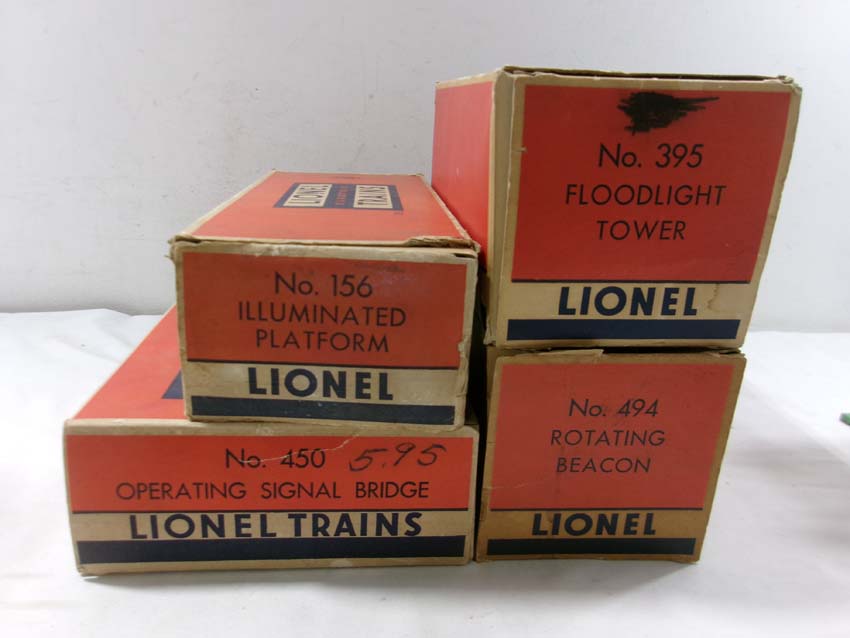 LIONEL
TRAINS
No. 156
ILLUMINATED
PLATFORM
LIONEL
No. 395
FLOODLIGHT
TOWER
LIONEL
No. 450 5.95
OPERATING SIGNAL BRIDGE
LIONEL TRAINS
No. 494
ROTATING
BEACON
LIONEL